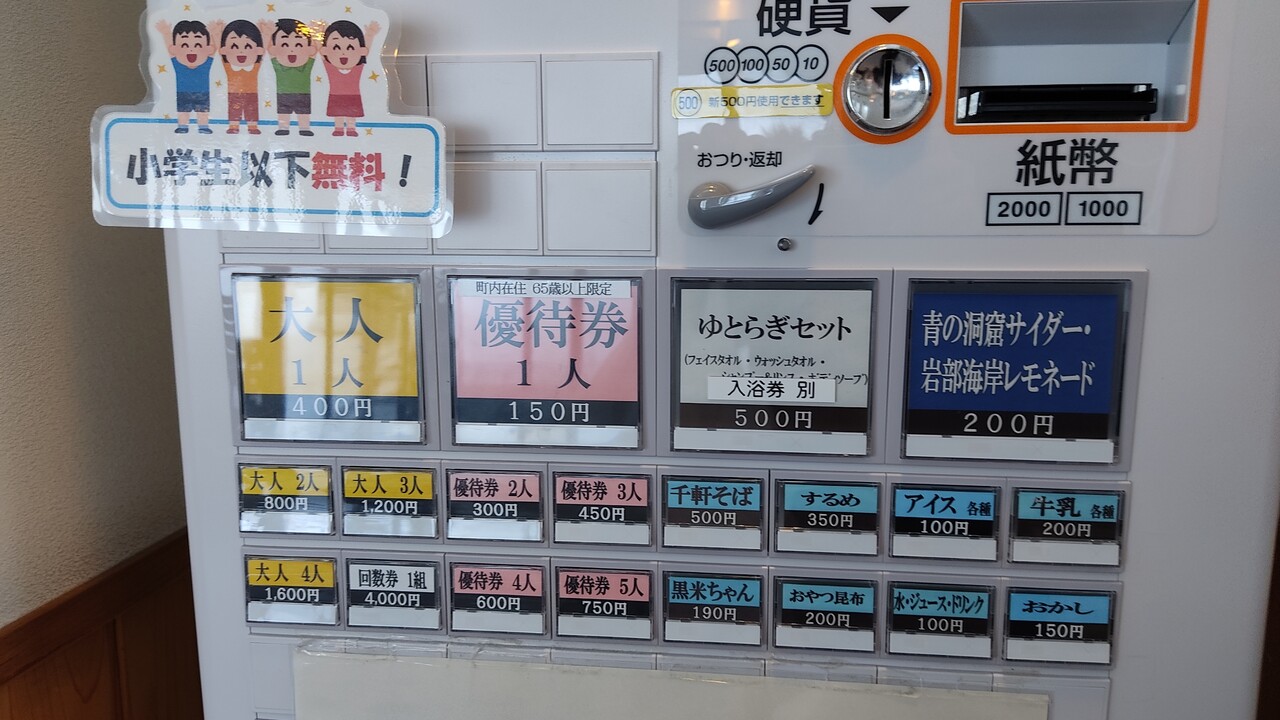 小学生以下無料!
硬貨
500 100 50 10
500 新500円使用できます
おつり・返却
紙幣
2000 1000
大人
1人
400円
町内在住 65歳以上限定
優待券
1人
150円
ゆとらぎセット
(フェイスタオル・ウォッシュタオル・
入浴券 別
500円
青の洞窟サイダー・
岩部海岸レモネード
200円
大人 2人
800円
大人 3人
1,200円
優待券 2人
300円
優待券 3人
450円
千軒そば
500円
するめ
350円
アイス 各種
100円
牛乳 各種
200円
大人 4人
1,600円
回数券 1組
4,000円
優待券 4人
600円
優待券 5人
750円
黒米ちゃん
190円
おやつ昆布
200円
水・ジュース・ドリンク
100円
おかし
150円